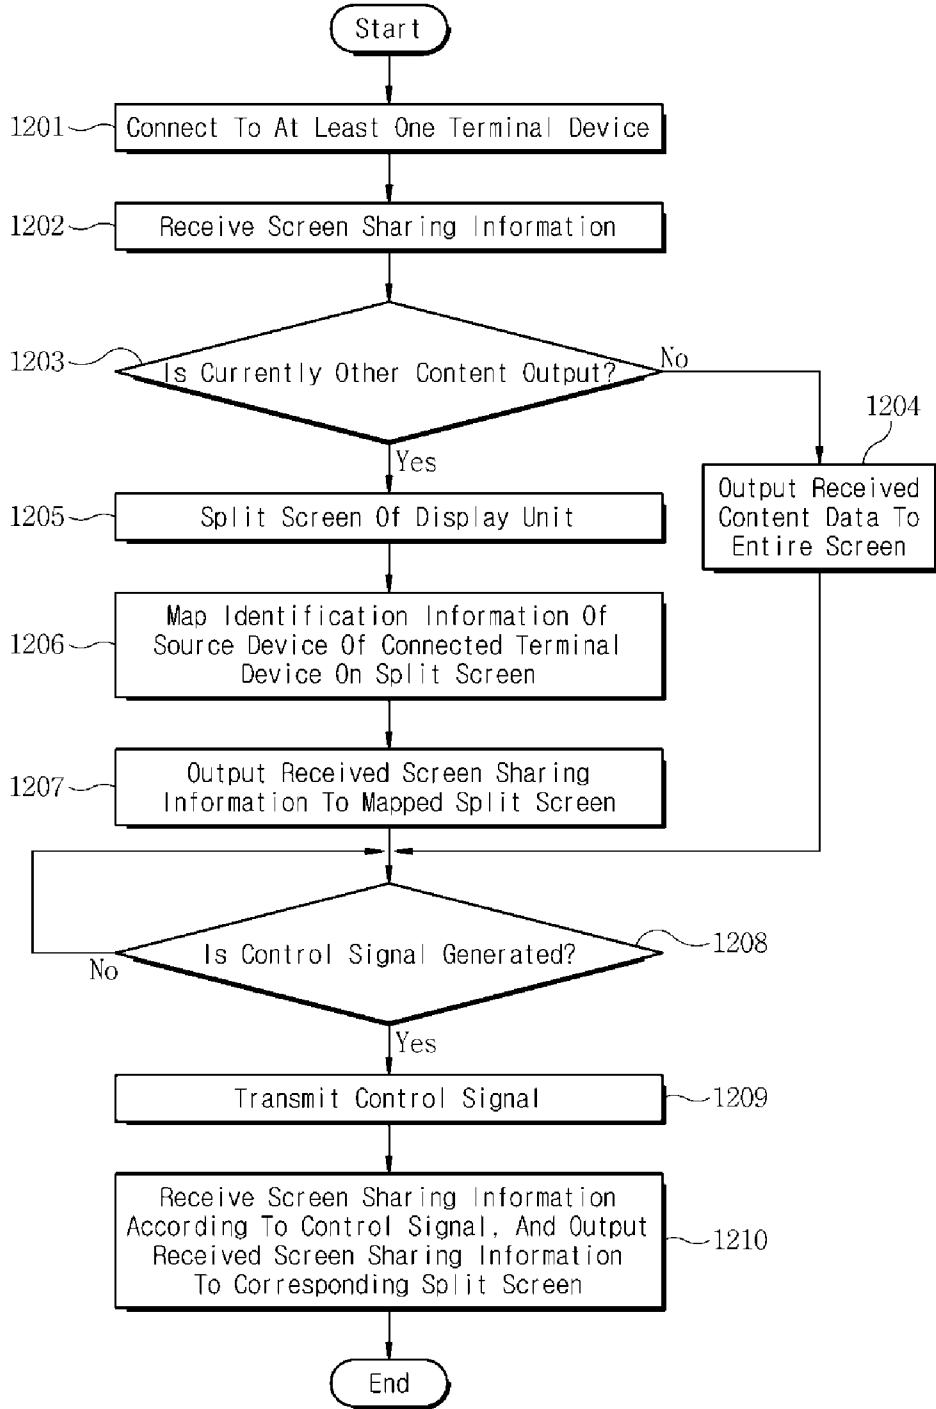 Start
1201
Connect To At Least One Terminal Device
1202
Receive Screen Sharing Information
1203
Is Currently Other Content Output?
No
Yes
1204
Output Received
Content Data To
Entire Screen
1205
Split Screen Of Display Unit
1206
Map Identification Information Of
Source Device Of Connected Terminal
Device On Split Screen
1207
Output Received Screen Sharing
Information To Mapped Split Screen
Is Control Signal Generated?
1208
No
Yes
Transmit Control Signal
1209
Receive Screen Sharing Information
According To Control Signal, And Output
Received Screen Sharing Information
To Corresponding Split Screen
1210
End